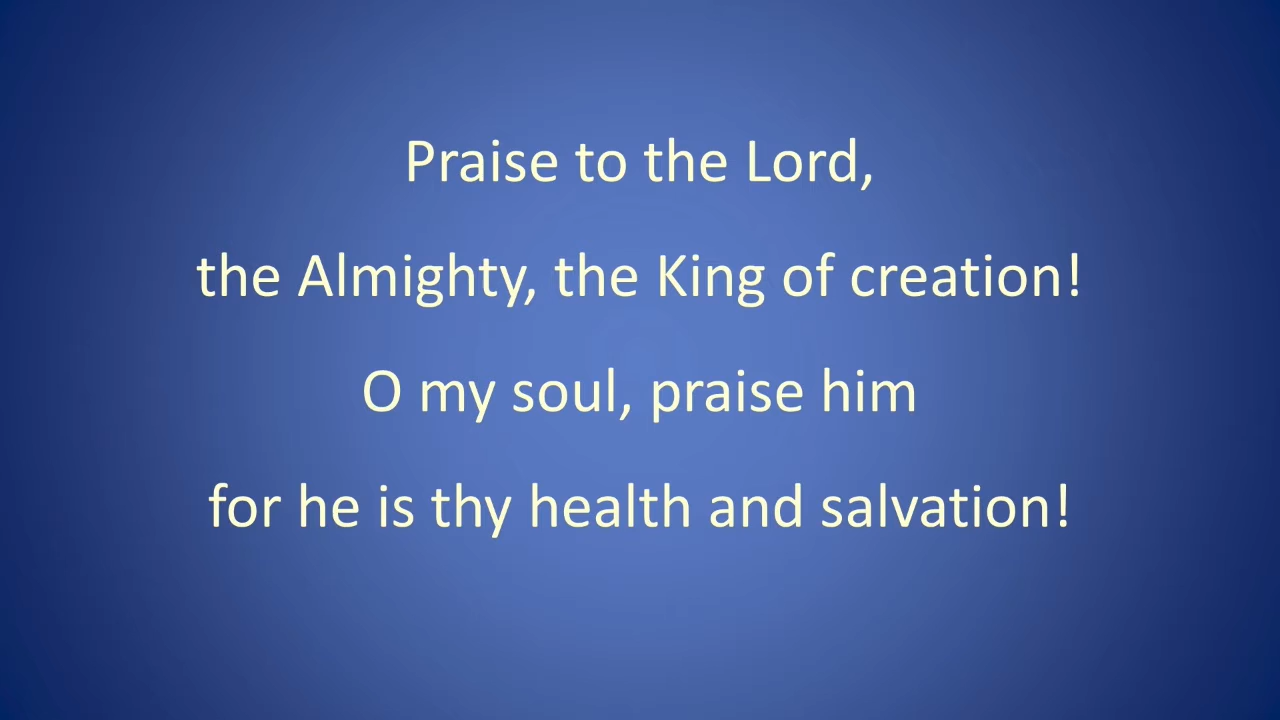 Praise to the Lord,
the Almighty, the King of creation!
O my soul, praise him
for he is thy health and salvation!